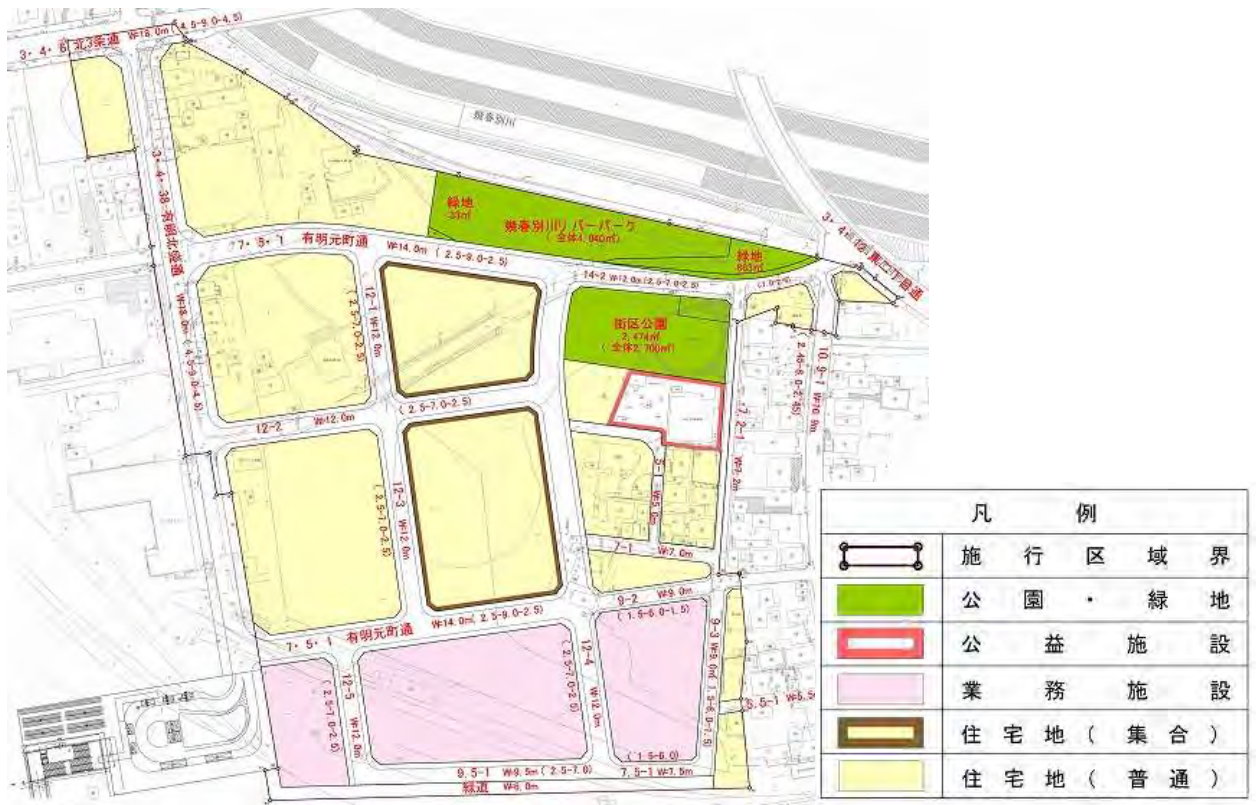 3・4・6 北3条通 W=18.0m(4.5-9.0-4.5)
幾春別川
3・4・38 有明北炭通 W=18.0m(4.5-9.0-4.5)
緑地
33㎡
幾春別川リバーパーク
(全体4,040㎡)
緑地
3・4・12 東二丁目通
7・5・1 有明元町通 W=14.0m(2.5-9.0-2.5)
14-2 W=12.0m(2.5-7.0-2.5)
12-1 W=12.0m
(2.5-7.0-2.5)
街区公園
2,474㎡
(全体2,700㎡)
10.9-1 W=10.9m
2.45-6.0-2.45)
12-2 W=12.0m
(2.5-7.0-2.5)
7.2-1 W=7.2m
12-3 W=12.0m
(2.5-7.0-2.5)
W=5.0m
7-1 W=7.0m
9-2 W=9.0m
(1.5-6.0-1.5)
7・5・1 有明元町通 W=14.0m(2.5-9.0-2.5)
12-4 W=12.0m
(2.5-7.0-2.5)
9-3 W=9.0m
12-5 W=12.0m
(2.5-7.0-2.5)
5.5-1 W=5.5
(1.5-6.0)
9.5-1 W=9.5m(2.5-7.0)
7.5-1 W=7.5m
緑道 W=6.0m
凡例
施行区域界
公園・緑地
公益施設
業務施設
住宅地(集合)
住宅地(普通)